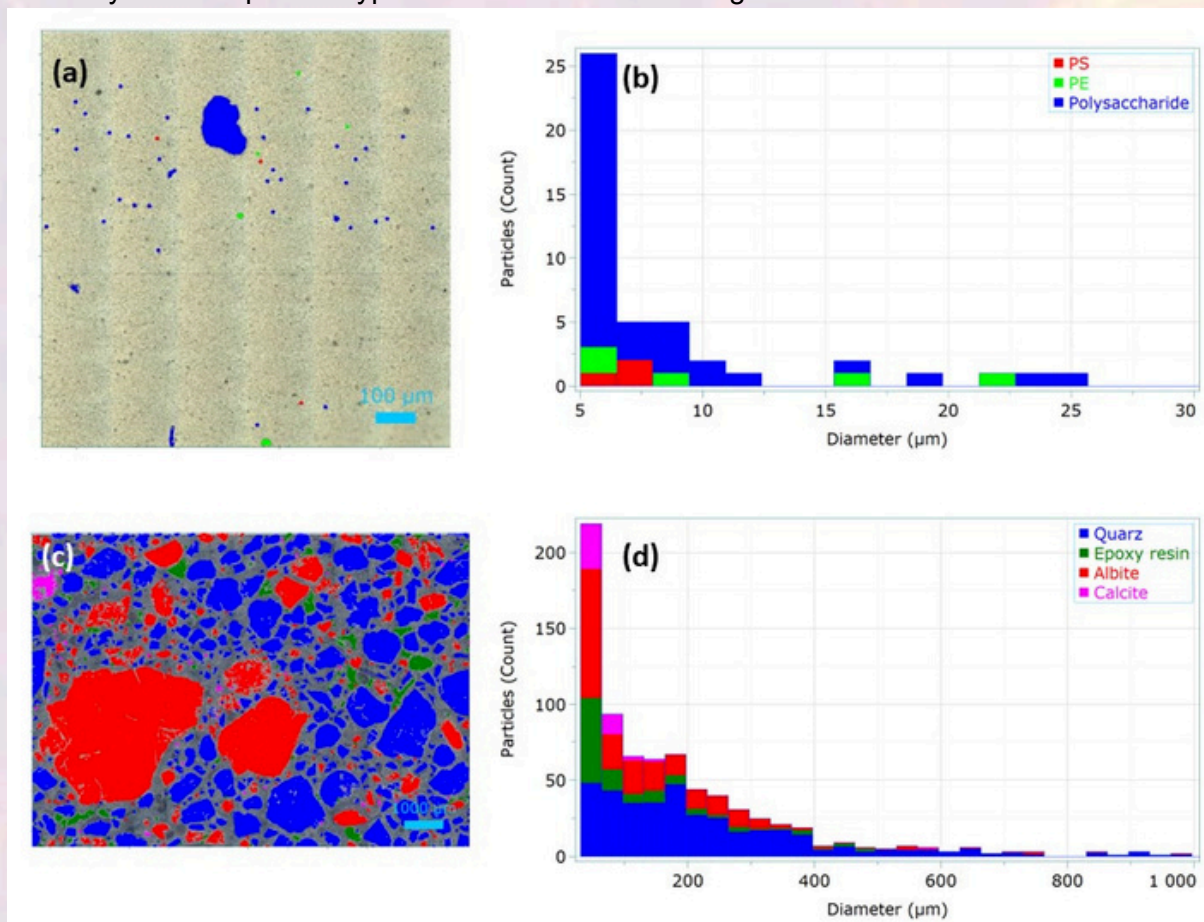 (a)
100 µm
(b)
PS
PE
Polysaccharide
Particles (Count)
25
20
15
10
5
0
5 10 15 20 25 30
Diameter (µm)
(c)
(d)
Quarz
Epoxy resin
Albite
Calcite
Particles (Count)
200
150
100
50
0
200 400 600 800 1 000
Diameter (µm)